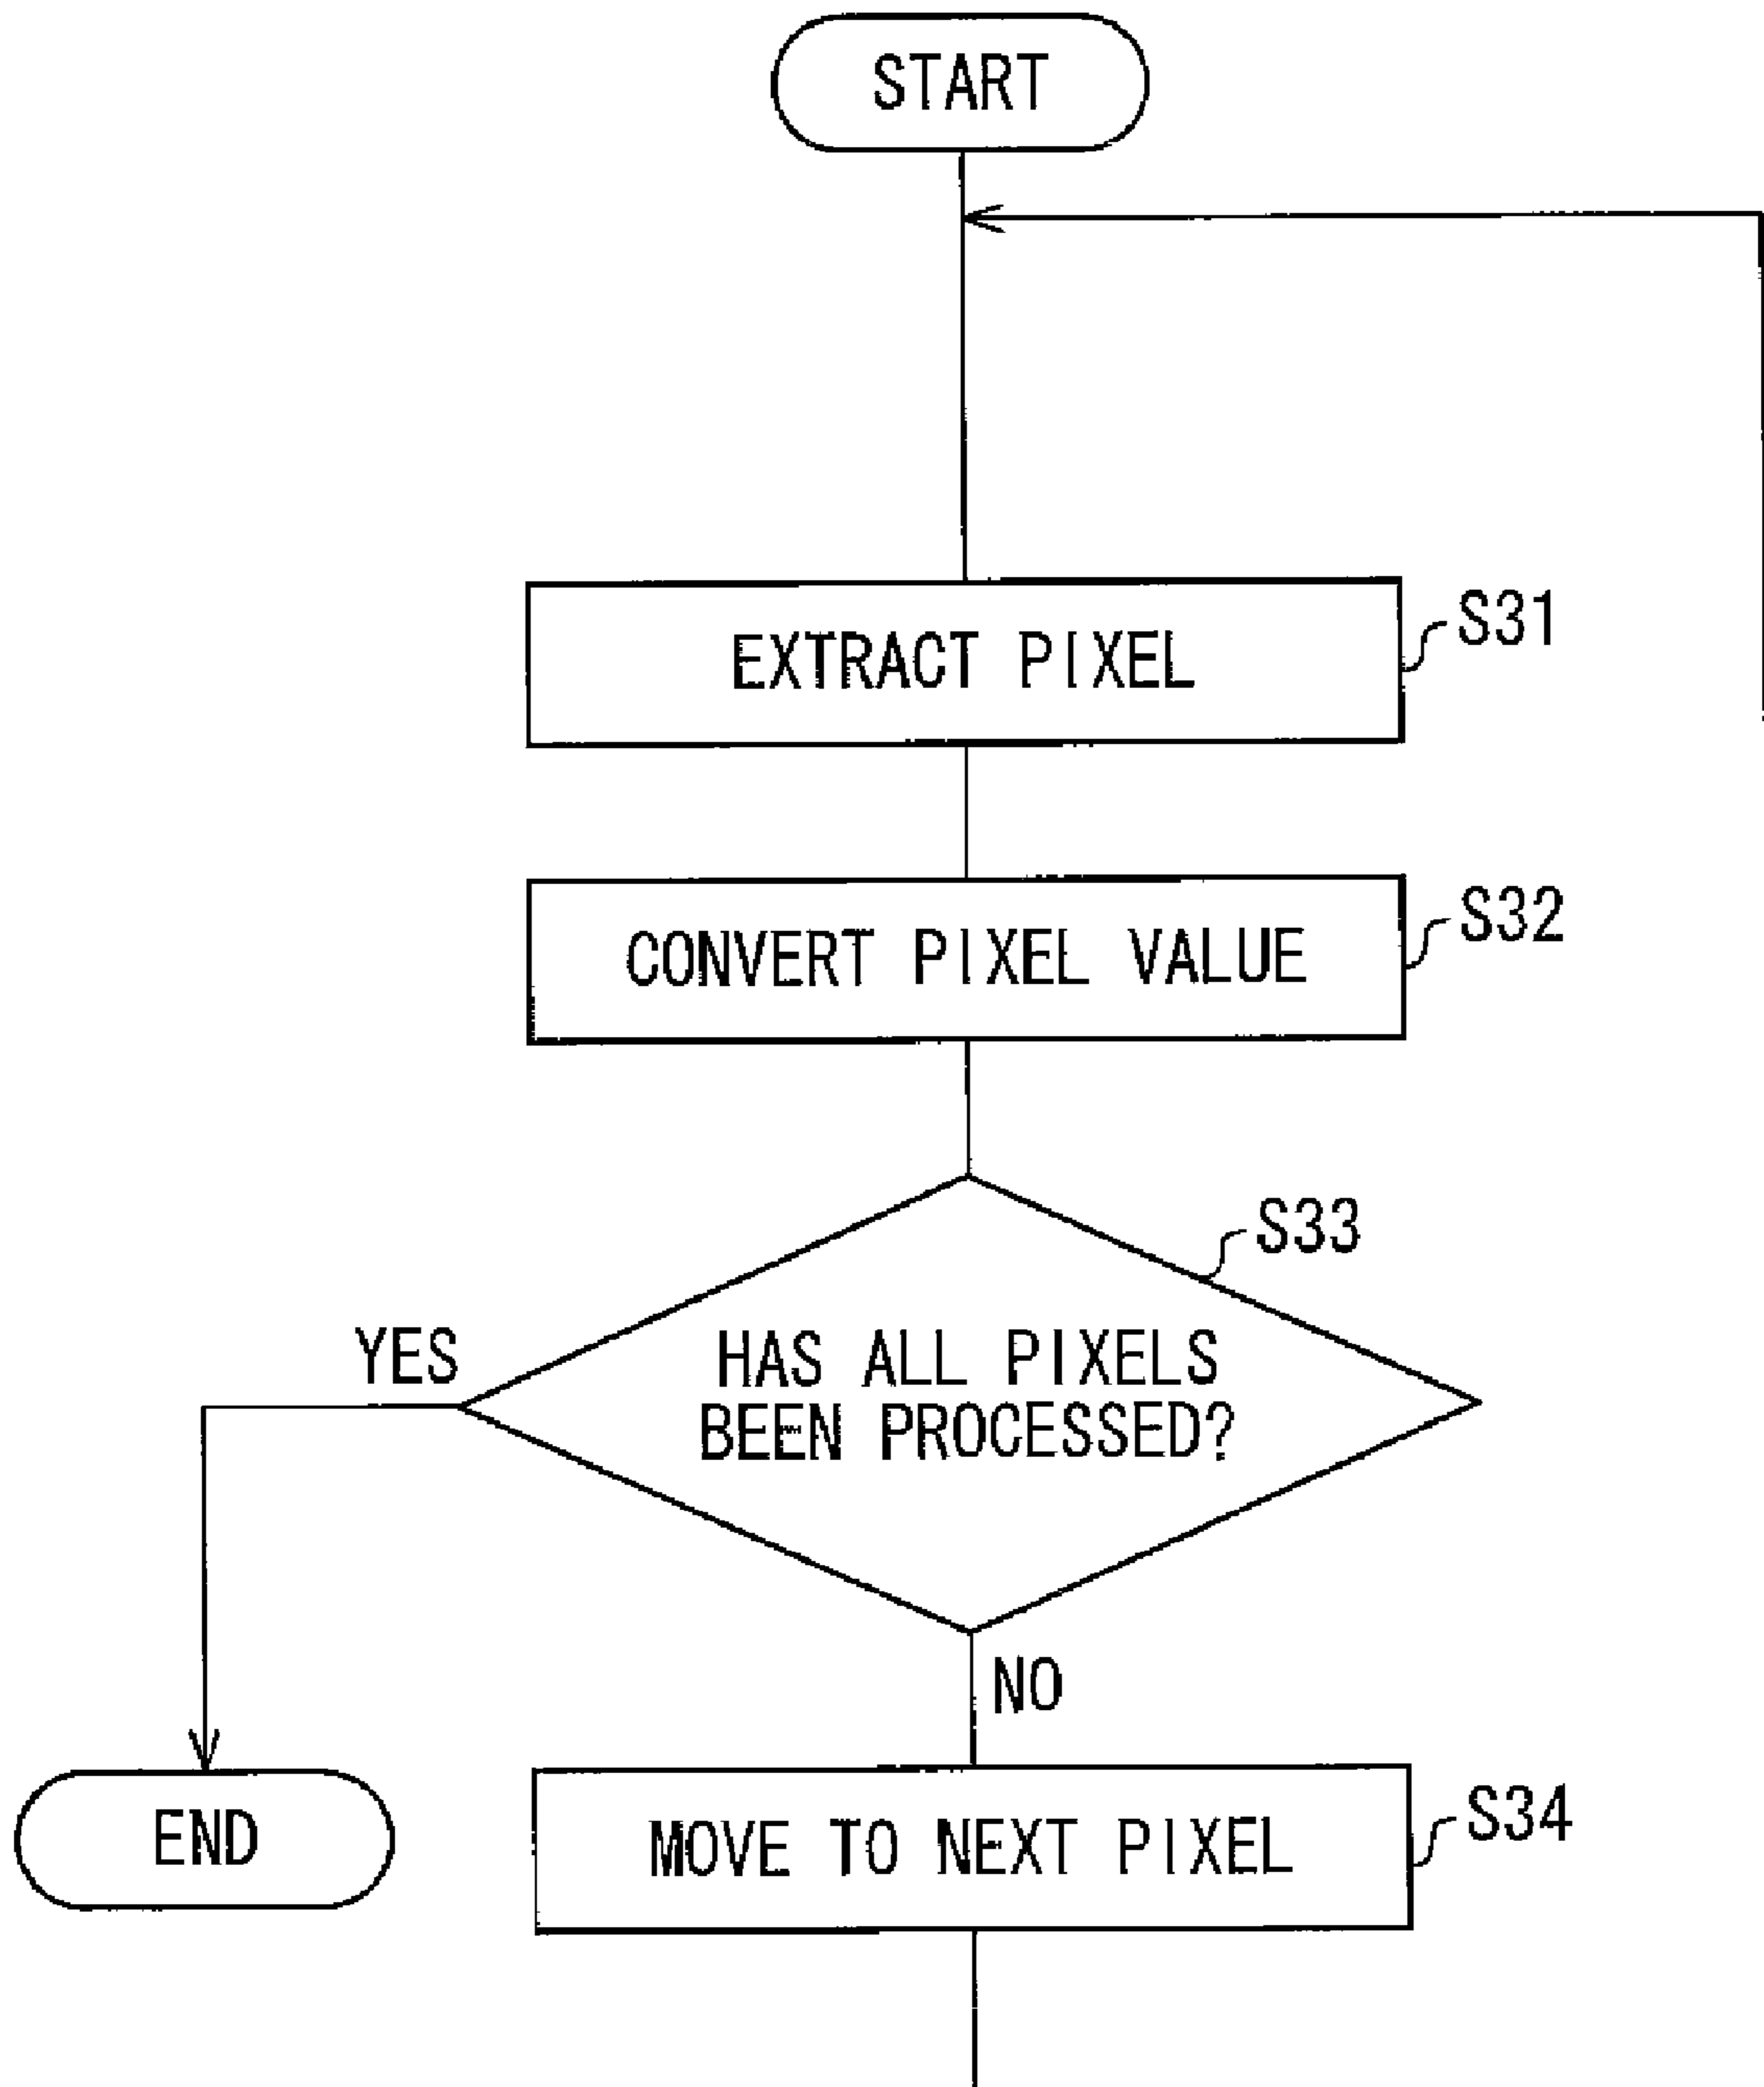 START
EXTRACT PIXEL
S31
CONVERT PIXEL VALUE
S32
S33
HAS ALL PIXELS
BEEN PROCESSED?
YES
NO
END
MOVE TO NEXT PIXEL
S34